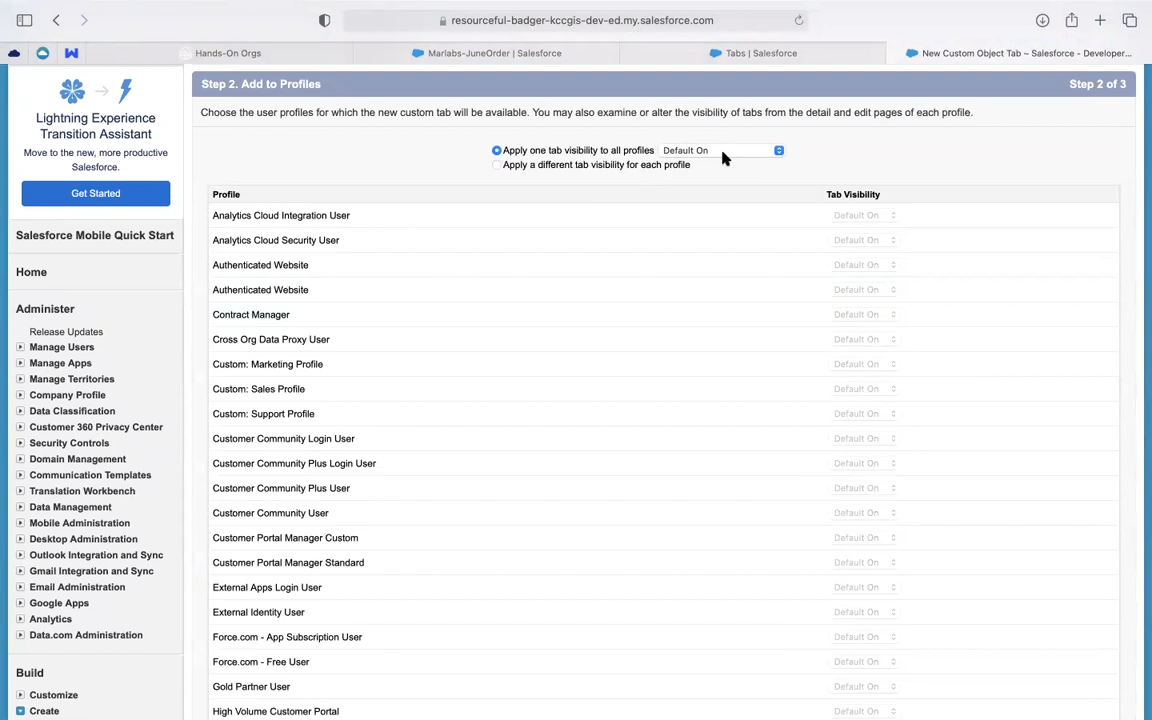 resourceful-badger-kccgis-dev-ed.my.salesforce.com
Hands-On Orgs
Marlabs-JuneOrder | Salesforce
Tabs | Salesforce
New Custom Object Tab ~ Salesforce - Developer...
Lightning Experience
Transition Assistant
Move to the new, more productive
Salesforce.
Get Started
Salesforce Mobile Quick Start
Home
Administer
Release Updates
Manage Users
Manage Apps
Manage Territories
Company Profile
Data Classification
Customer 360 Privacy Center
Security Controls
Domain Management
Communication Templates
Translation Workbench
Data Management
Mobile Administration
Desktop Administration
Outlook Integration and Sync
Gmail Integration and Sync
Email Administration
Google Apps
Analytics
Data.com Administration
Build
Customize
Create
Step 2. Add to Profiles Step 2 of 3
Choose the user profiles for which the new custom tab will be available. You may also examine or alter the visibility of tabs from the detail and edit pages of each profile.
Apply one tab visibility to all profiles Default On
Apply a different tab visibility for each profile
Profile Tab Visibility
Analytics Cloud Integration User Default On
Analytics Cloud Security User Default On
Authenticated Website Default On
Authenticated Website Default On
Contract Manager Default On
Cross Org Data Proxy User Default On
Custom: Marketing Profile Default On
Custom: Sales Profile Default On
Custom: Support Profile Default On
Customer Community Login User Default On
Customer Community Plus Login User Default On
Customer Community Plus User Default On
Customer Community User Default On
Customer Portal Manager Custom Default On
Customer Portal Manager Standard Default On
External Apps Login User Default On
External Identity User Default On
Force.com - App Subscription User Default On
Force.com - Free User Default On
Gold Partner User Default On
High Volume Customer Portal Default On